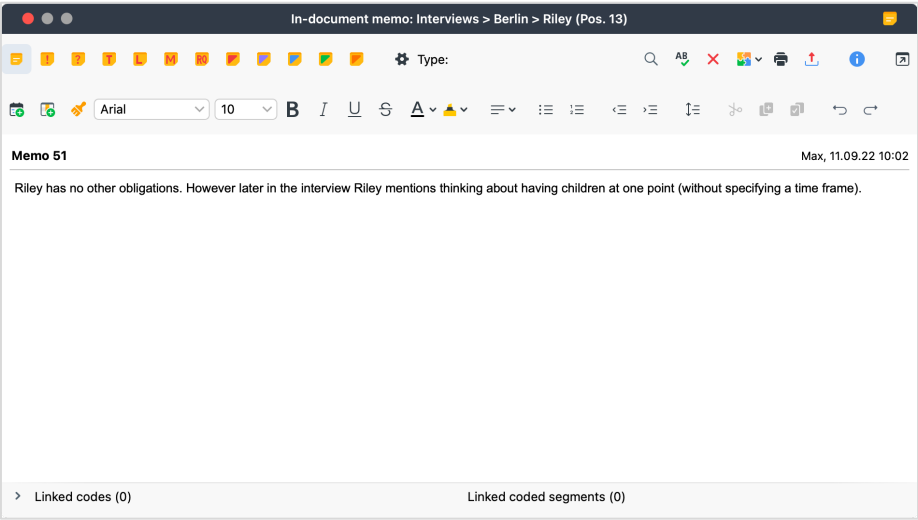 In-document memo: Interviews > Berlin > Riley (Pos. 13)
! ? T L M RQ Type: AB
Arial 10 B I U S A
Memo 51 Max, 11.09.22 10:02
Riley has no other obligations. However later in the interview Riley mentions thinking about having children at one point (without specifying a time frame).
Linked codes (0) Linked coded segments (0)